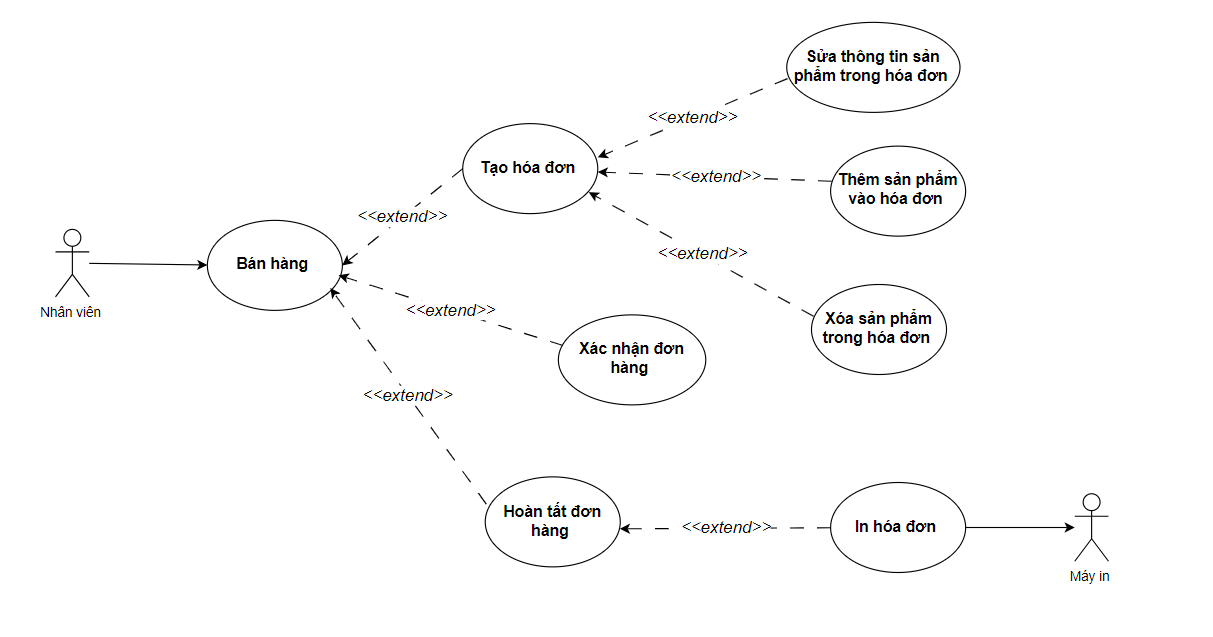 Sửa thông tin sản
phẩm trong hóa đơn
<<extend>>
Tạo hóa đơn
<<extend>>
Thêm sản phẩm
vào hóa đơn
<<extend>>
<<extend>>
Bán hàng
Nhân viên
<<extend>>
Xóa sản phẩm
trong hóa đơn
Xác nhận đơn
hàng
<<extend>>
Hoàn tất đơn
hàng
<<extend>>
In hóa đơn
Máy in